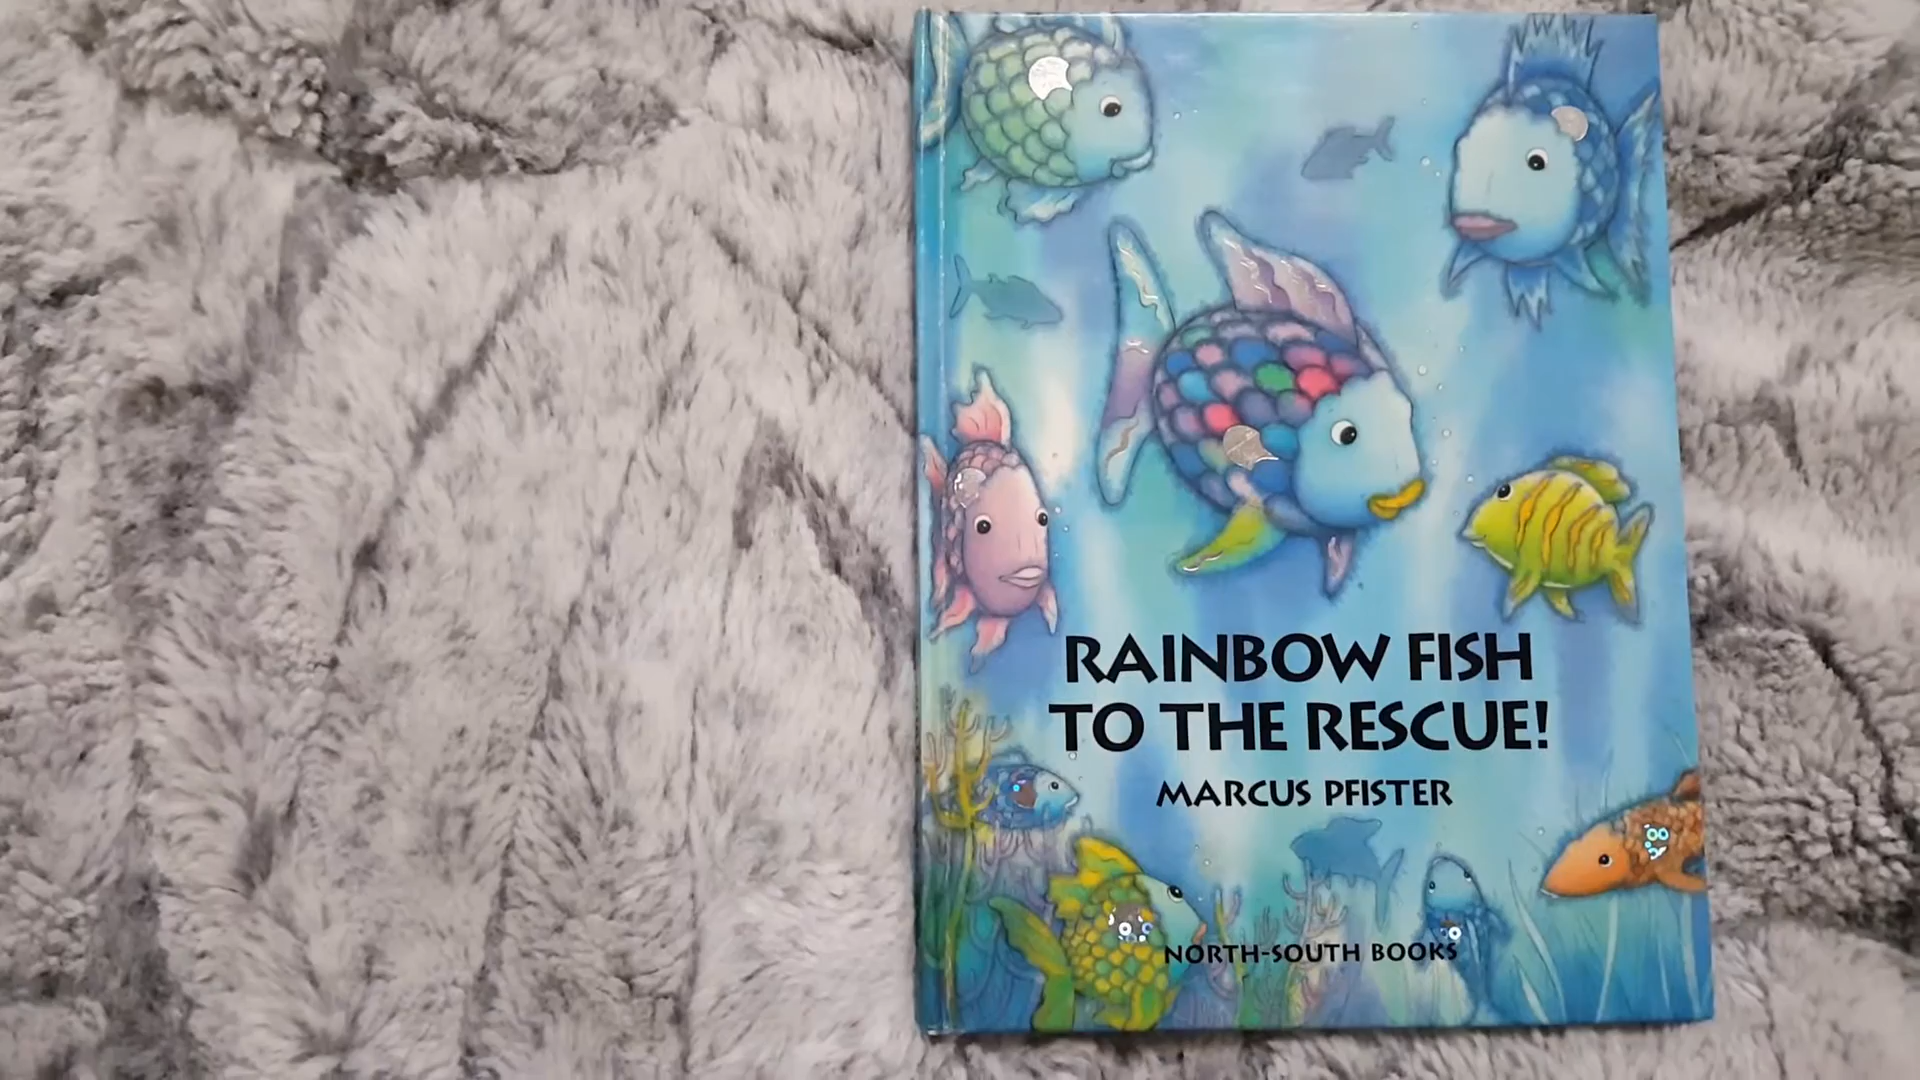 RAINBOW FISH
TO THE RESCUE!
MARCUS PFISTER
NORTH-SOUTH BOOKS